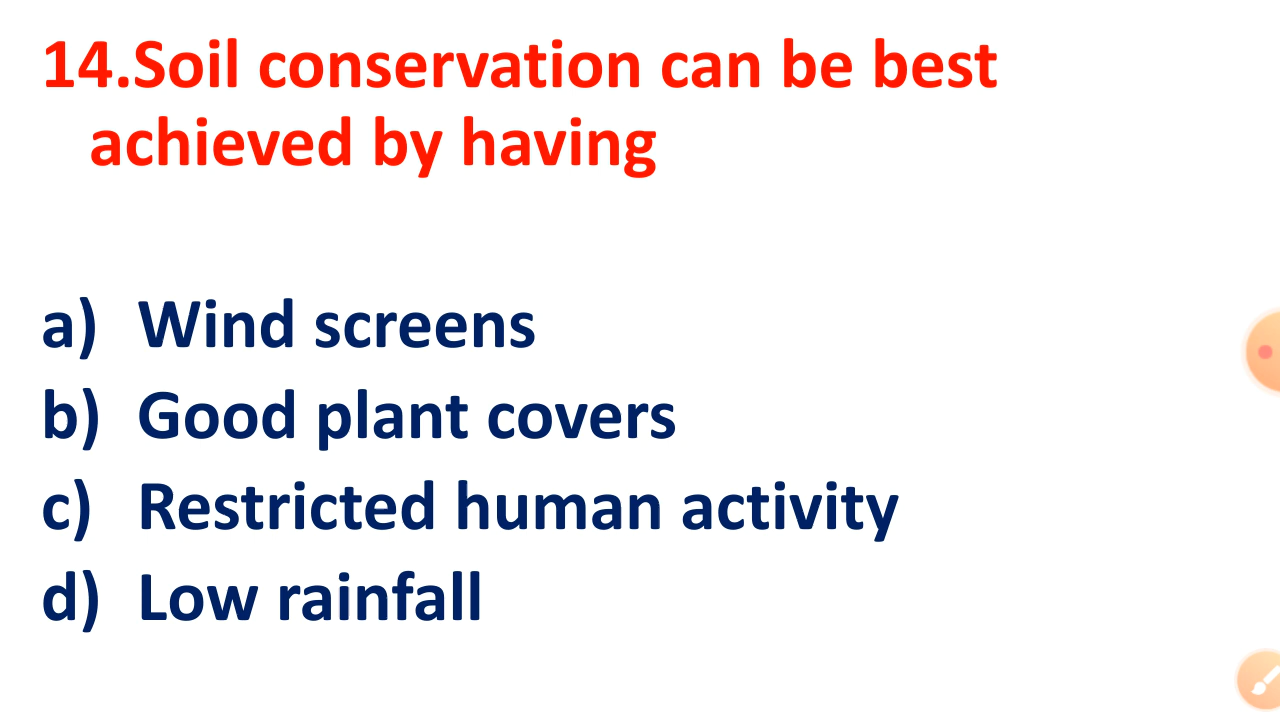 14.Soil conservation can be best
achieved by having
a) Wind screens
b) Good plant covers
c) Restricted human activity
d) Low rainfall